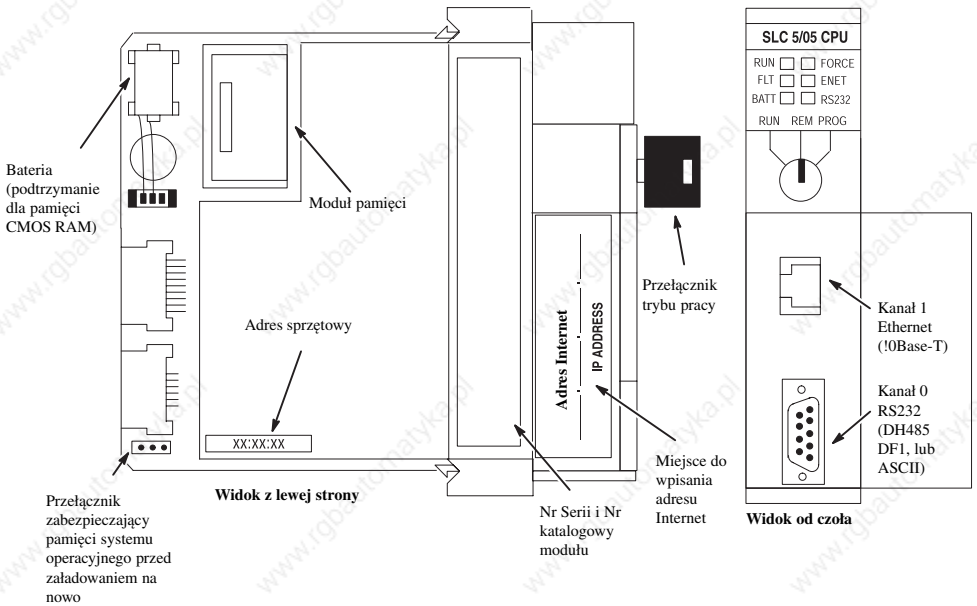 Bateria
(podtrzymanie
dla pamięci
CMOS RAM)
Moduł pamięci
Adres sprzętowy
XX:XX:XX
Przełącznik
zabezpieczający
pamięci systemu
operacyjnego przed
załadowaniem na
nowo
Widok z lewej strony
Adres Internet
IP ADDRESS
Nr Serii i Nr
katalogowy
modułu
Miejsce do
wpisania
adresu
Internet
Przełącznik
trybu pracy
SLC 5/05 CPU
RUN FORCE
FLT ENET
BATT RS232
RUN REM PROG
Kanał 1
Ethernet
(!0Base-T)
Kanał 0
RS232
(DH485
DF1, lub
ASCII)
Widok od czoła
www.rgbautomatyka.pl